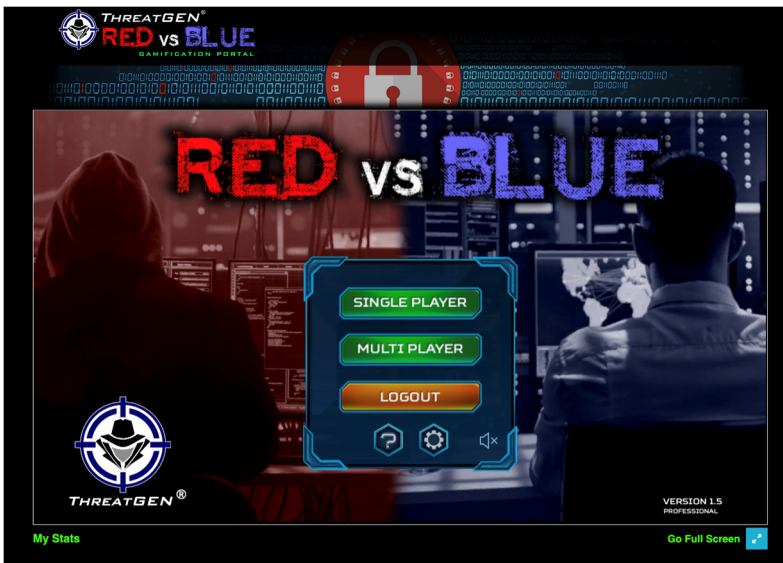 THREATGEN®
RED vs BLUE
GAMIFICATION PORTAL
RED vs BLUE
SINGLE PLAYER
MULTI PLAYER
LOGOUT
?
THREATGEN®
VERSION 1.5
PROFESSIONAL
My Stats
Go Full Screen